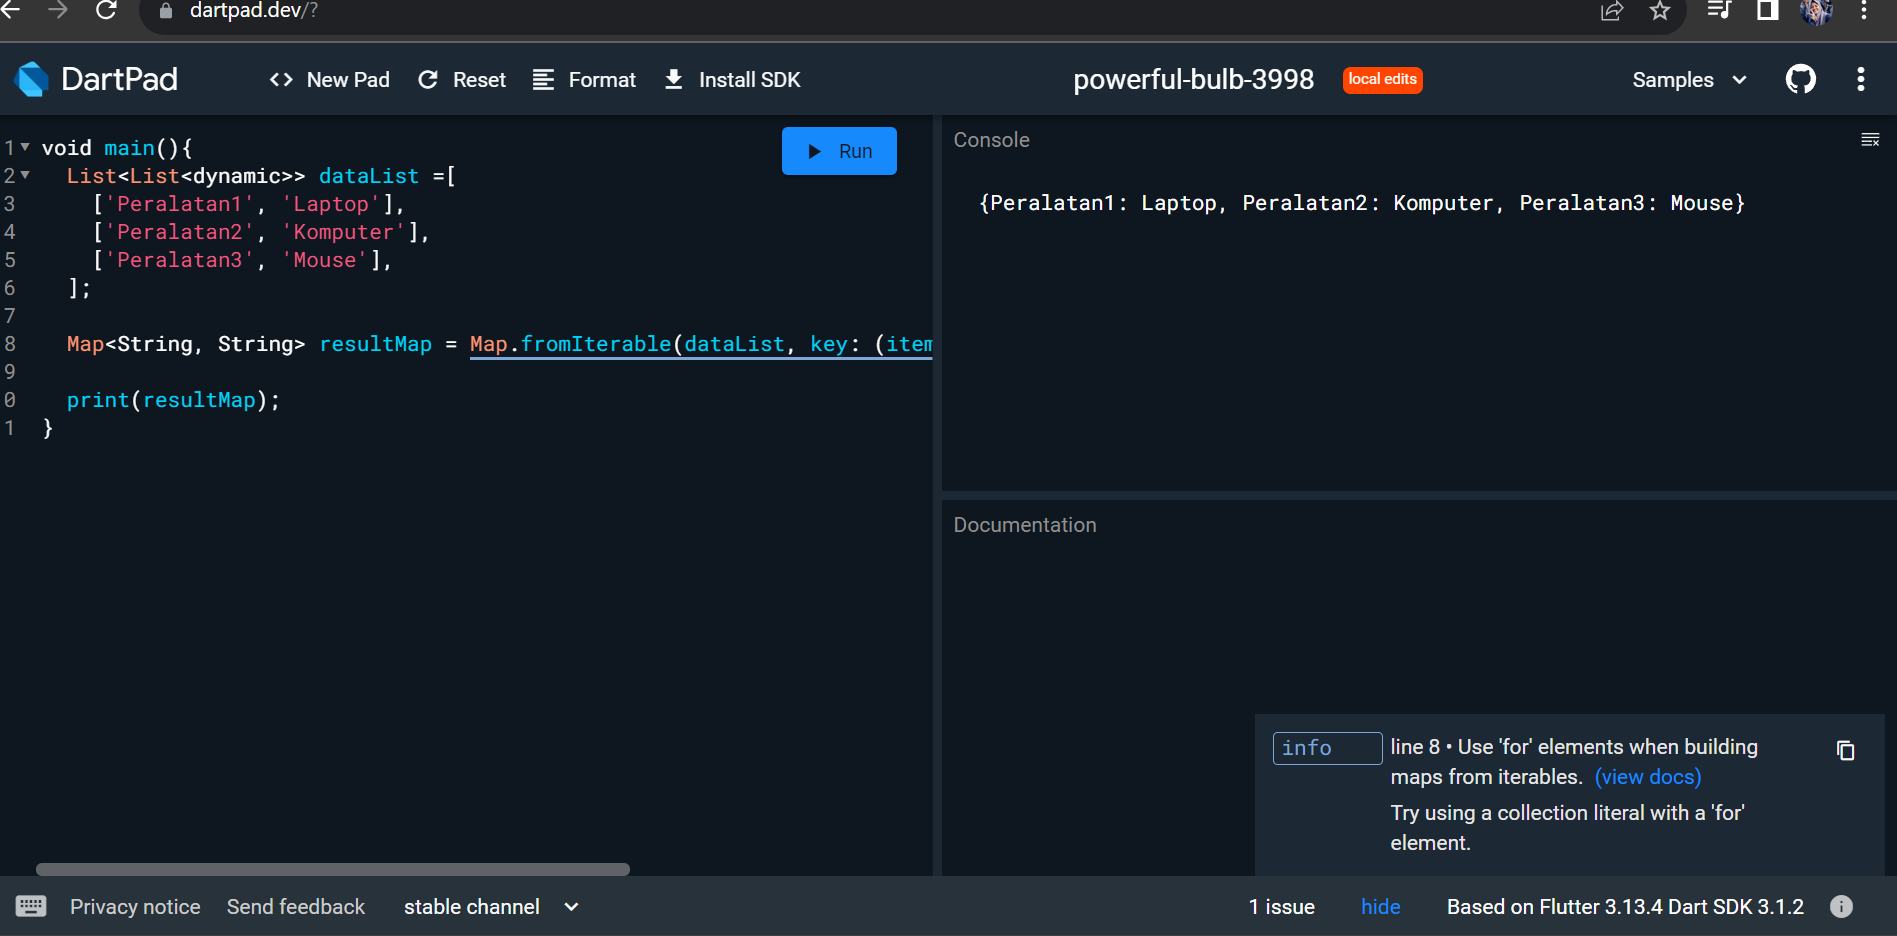 dartpad.dev/?
DartPad
New Pad
Reset
Format
Install SDK
powerful-bulb-3998
local edits
Samples
1 void main(){
2 List<List<dynamic>> dataList =[
3 ['Peralatan1', 'Laptop'],
4 ['Peralatan2', 'Komputer'],
5 ['Peralatan3', 'Mouse'],
6 ];
7
8 Map<String, String> resultMap = Map.fromIterable(dataList, key: (item
9
0 print(resultMap);
1 }
Run
Console
{Peralatan1: Laptop, Peralatan2: Komputer, Peralatan3: Mouse}
Documentation
info
line 8 • Use 'for' elements when building
maps from iterables. (view docs)
Try using a collection literal with a 'for'
element.
Privacy notice
Send feedback
stable channel
1 issue
hide
Based on Flutter 3.13.4 Dart SDK 3.1.2